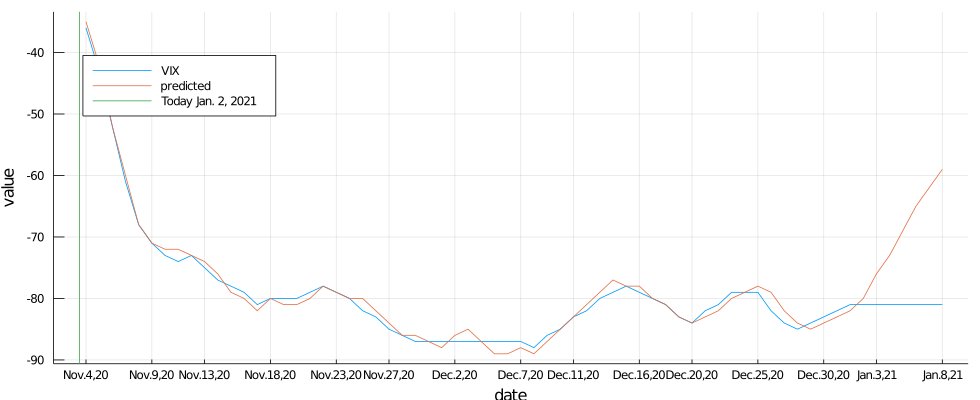 -40
VIX
predicted
Today Jan. 2, 2021
-50
-60
value
-70
-80
-90
Nov.4,20 Nov.9,20 Nov.13,20 Nov.18,20 Nov.23,20 Nov.27,20 Dec.2,20 Dec.7,20 Dec.11,20 Dec.16,20 Dec.20,20 Dec.25,20 Dec.30,20 Jan.3,21 Jan.8,21
date